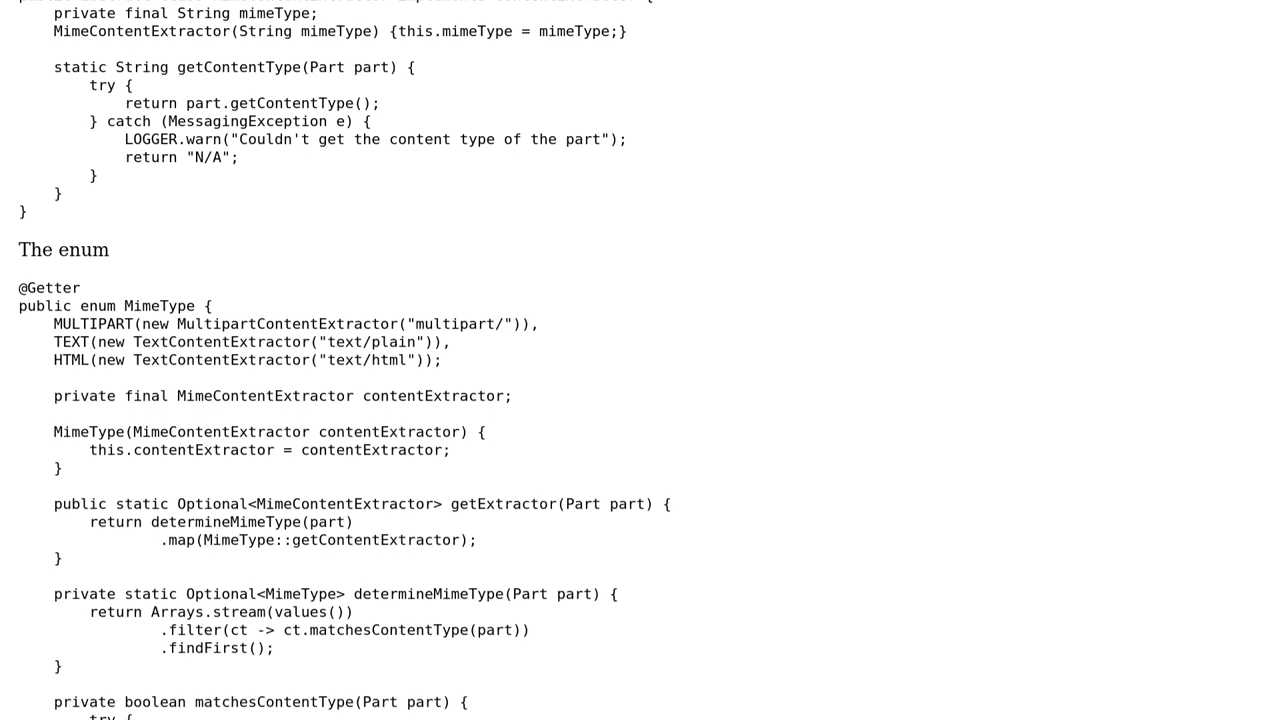 private final String mimeType;
MimeContentExtractor(String mimeType) {this.mimeType = mimeType;}
static String getContentType(Part part) {
try {
return part.getContentType();
} catch (MessagingException e) {
LOGGER.warn("Couldn't get the content type of the part");
return "N/A";
}
}
}
The enum
@Getter
public enum MimeType {
MULTIPART(new MultipartContentExtractor("multipart/")),
TEXT(new TextContentExtractor("text/plain")),
HTML(new TextContentExtractor("text/html"));
private final MimeContentExtractor contentExtractor;
MimeType(MimeContentExtractor contentExtractor) {
this.contentExtractor = contentExtractor;
}
public static Optional<MimeContentExtractor> getExtractor(Part part) {
return determineMimeType(part)
.map(MimeType::getContentExtractor);
}
private static Optional<MimeType> determineMimeType(Part part) {
return Arrays.stream(values())
.filter(ct -> ct.matchesContentType(part))
.findFirst();
}
private boolean matchesContentType(Part part) {
try {